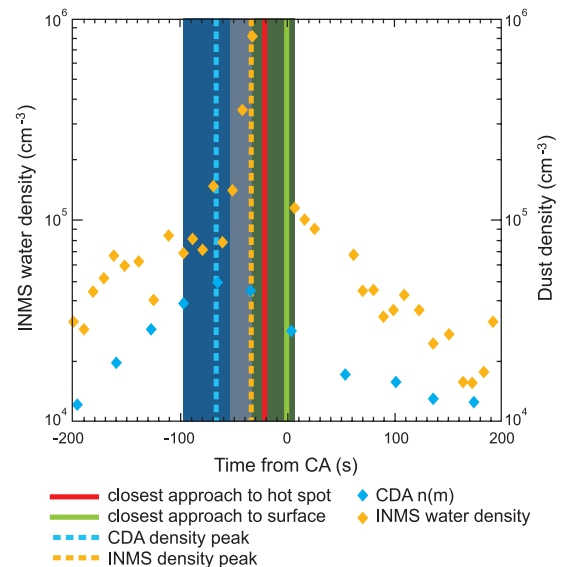 10^6
10^6
INMS water density (cm^-3)
10^5
10^5
Dust density (cm^-3)
10^4
10^4
-200
-100
0
100
200
Time from CA (s)
closest approach to hot spot
CDA n(m)
closest approach to surface
INMS water density
CDA density peak
INMS density peak